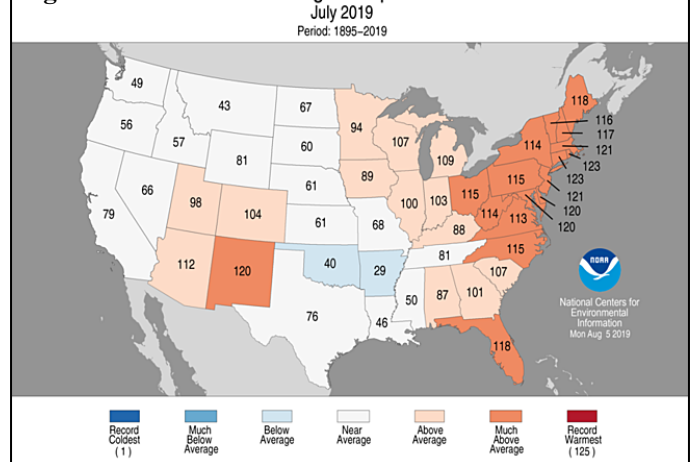 July 2019
Period: 1895–2019
49
43
67
56
57
81
60
94
107
109
118
116
117
114
121
123
123
79
66
98
104
61
61
89
100
103
115
115
121
114
113
120
120
68
88
112
120
40
29
81
115
107
76
46
50
87
101
118
NOAA
National Centers for
Environmental
Information
Mon Aug 5 2019
Record
Coldest
(1)
Much
Below
Average
Below
Average
Near
Average
Above
Average
Much
Above
Average
Record
Warmest
(125)